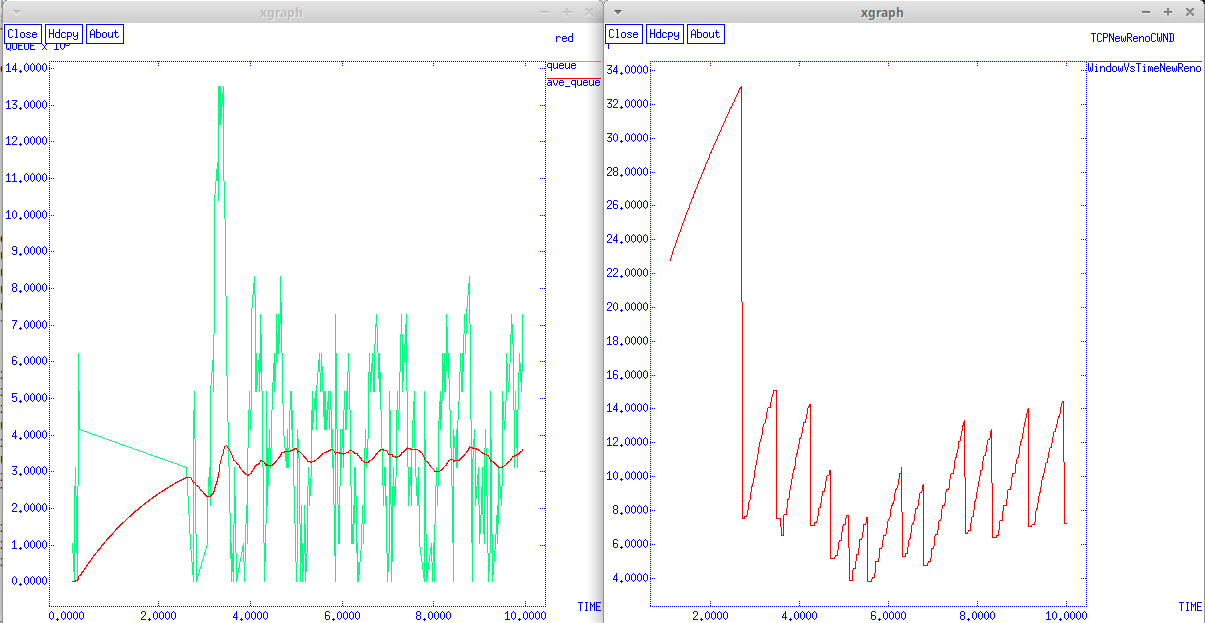 xgraph
Close Hdcpy About
QUEUE x 10
red
queue
ave_queue
14.0000
13.0000
12.0000
11.0000
10.0000
9.0000
8.0000
7.0000
6.0000
5.0000
4.0000
3.0000
2.0000
1.0000
0.0000
0.0000 2.0000 4.0000 6.0000 8.0000 10.0000
TIME
xgraph
Close Hdcpy About
TCPNewRenoCWND
WindowVsTimeNewReno
34.0000
32.0000
30.0000
28.0000
26.0000
24.0000
22.0000
20.0000
18.0000
16.0000
14.0000
12.0000
10.0000
8.0000
6.0000
4.0000
2.0000 4.0000 6.0000 8.0000 10.0000
TIME